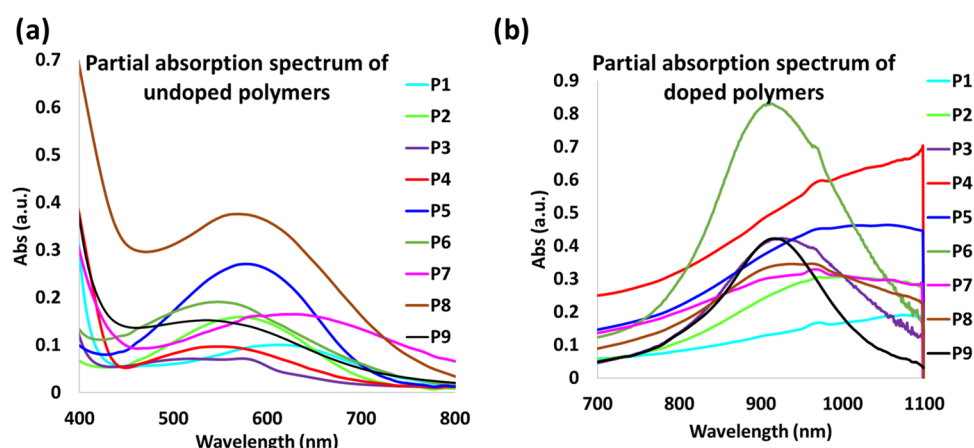 (a)
Partial absorption spectrum of
undoped polymers
0.7
0.6
0.5
0.4
0.3
0.2
0.1
0
Abs (a.u.)
400
500
600
700
800
Wavelength (nm)
P1
P2
P3
P4
P5
P6
P7
P8
P9
(b)
Partial absorption spectrum of
doped polymers
0.9
0.8
0.7
0.6
0.5
0.4
0.3
0.2
0.1
0
Abs (a.u.)
700
800
900
1000
1100
Wavelength (nm)
P1
P2
P3
P4
P5
P6
P7
P8
P9